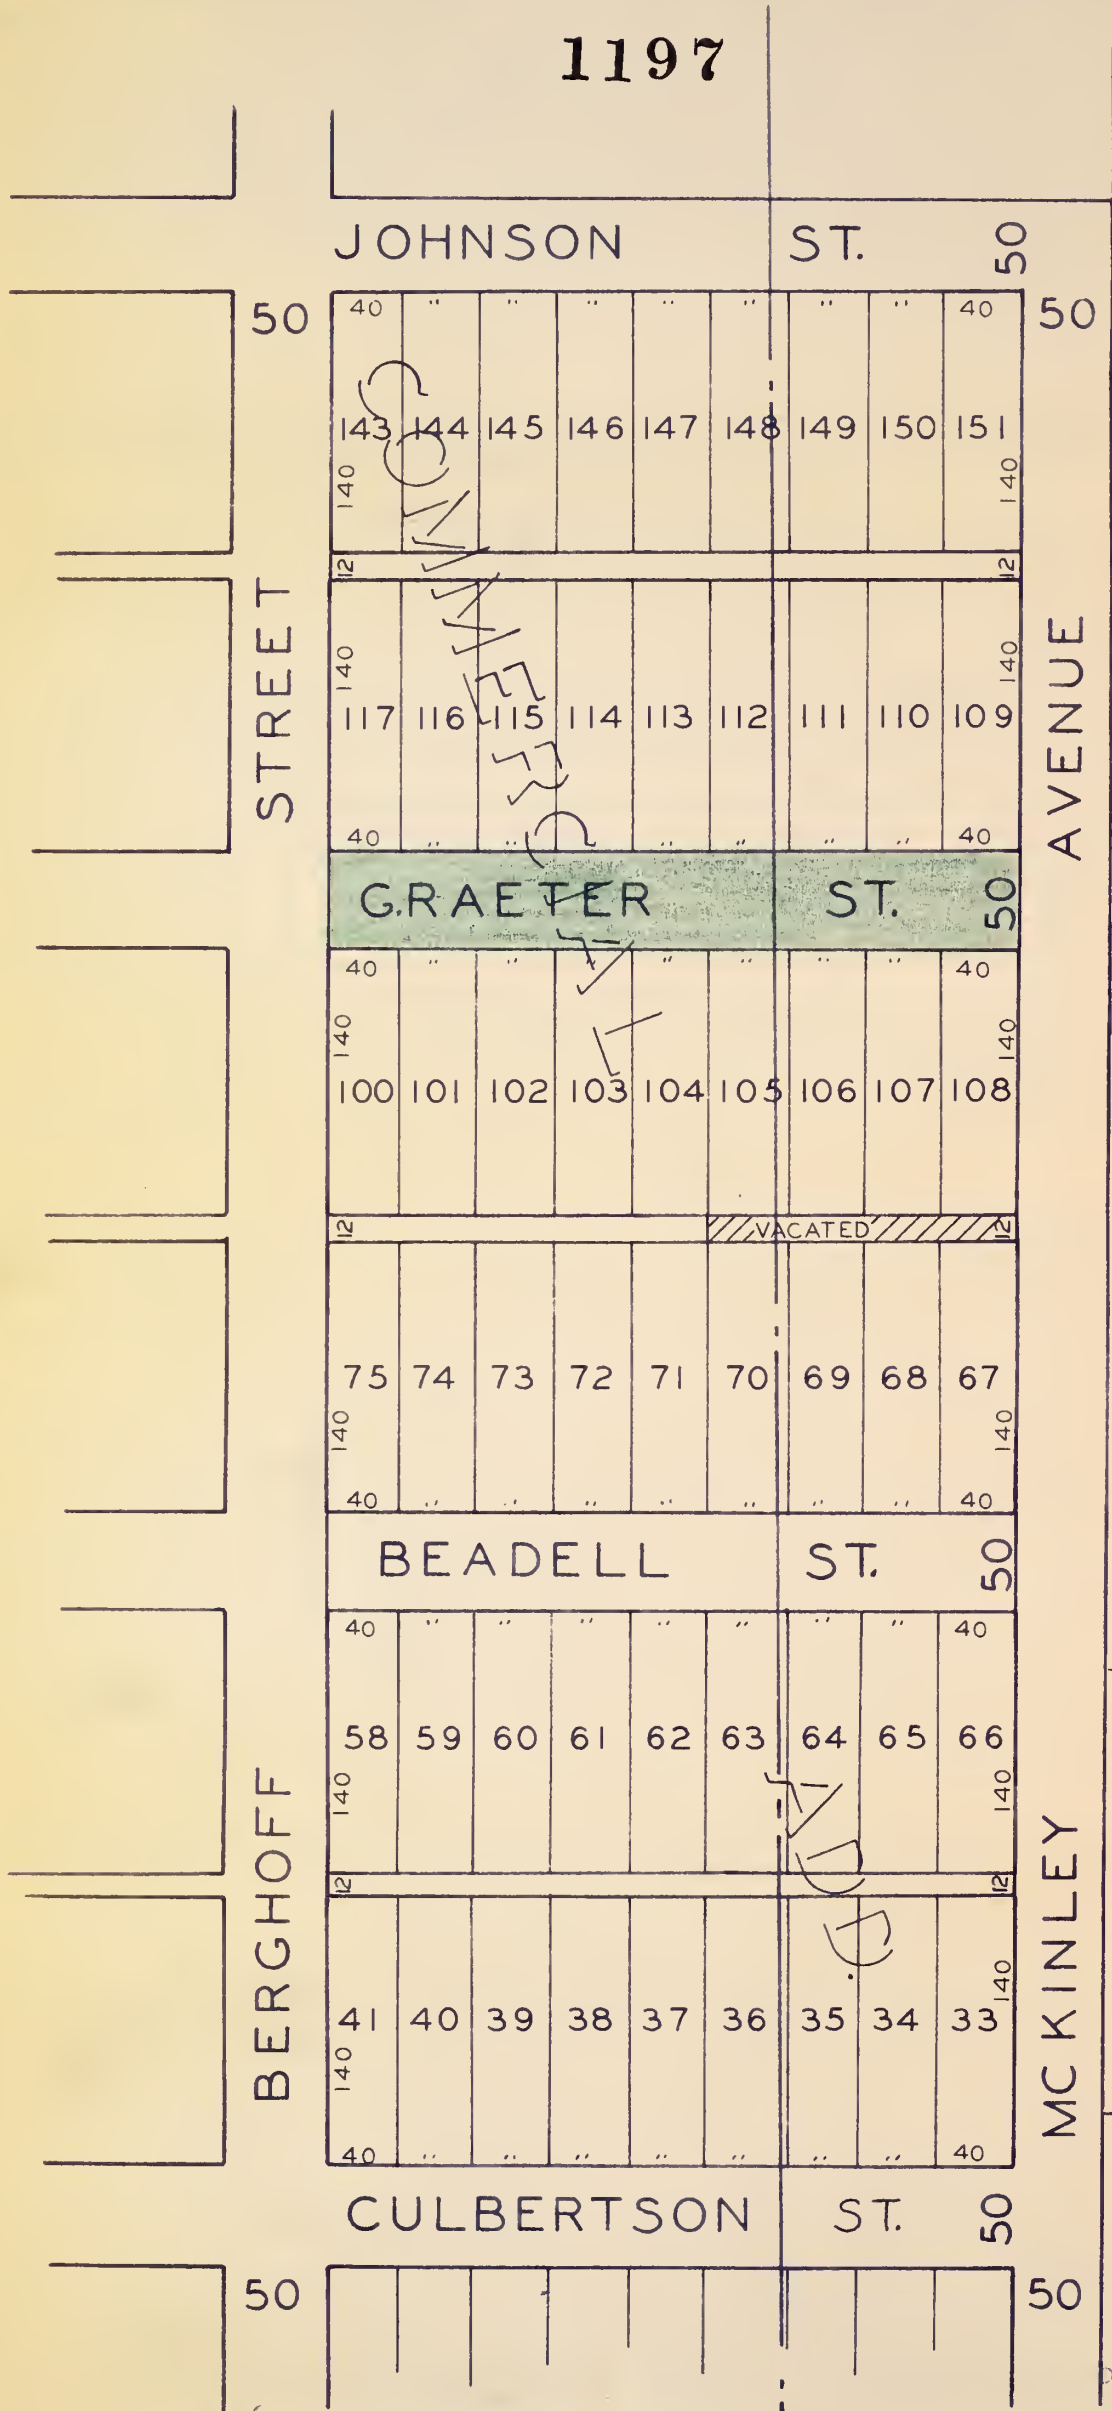 1197
JOHNSON ST. 50
50 40 " " " " " " " 40 50
143 144 145 146 147 148 149 150 151
140 140
12 12
140 140
117 116 115 114 113 112 111 110 109
40 " " " " " " " 40
GRAETER ST. 50
40 " " " " " 40
140 140
100 101 102 103 104 105 106 107 108
12 VACATED 12
75 74 73 72 71 70 69 68 67
140 140
40 " " " " " " " 40
BEADELL ST. 50
40 " " " " " " " 40
58 59 60 61 62 63 64 65 66
140 140
12 12
140
41 40 39 38 37 36 35 34 33
140
40 " " " " " " " 40
CULBERTSON ST. 50
50 50
BERGHOFF STREET
MCKINLEY AVENUE
COMMERCIAL ADD.